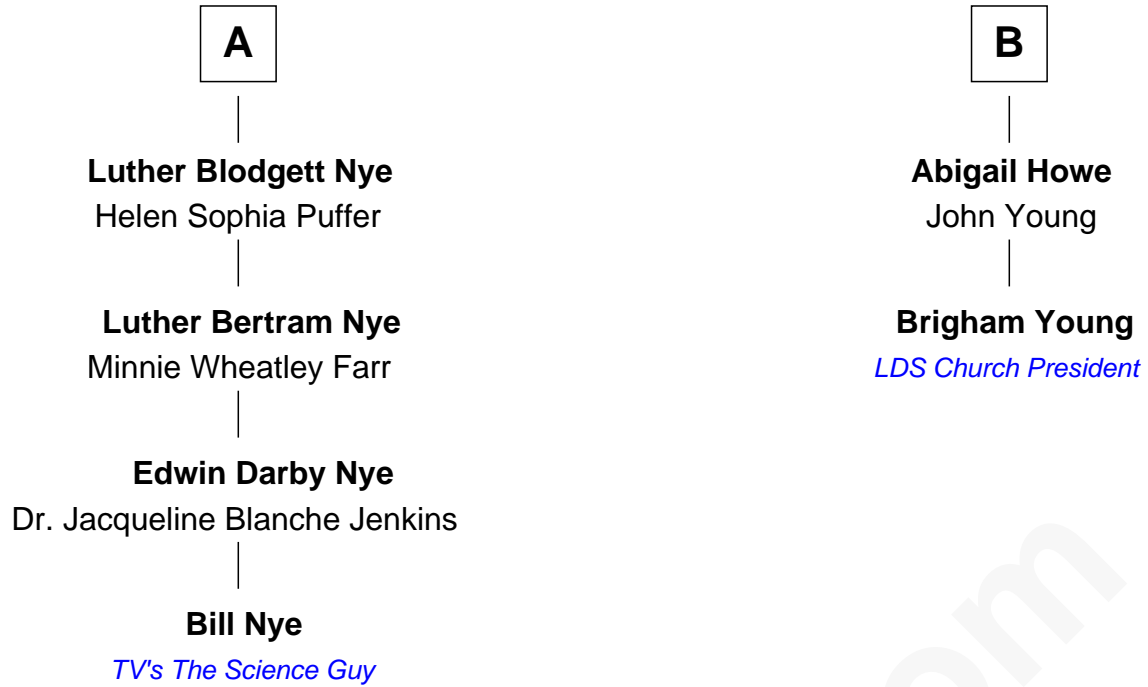 A
Luther Blodgett Nye
Helen Sophia Puffer
Luther Bertram Nye
Minnie Wheatley Farr
Edwin Darby Nye
Dr. Jacqueline Blanche Jenkins
Bill Nye
TV's The Science Guy
B
Abigail Howe
John Young
Brigham Young
LDS Church President
om